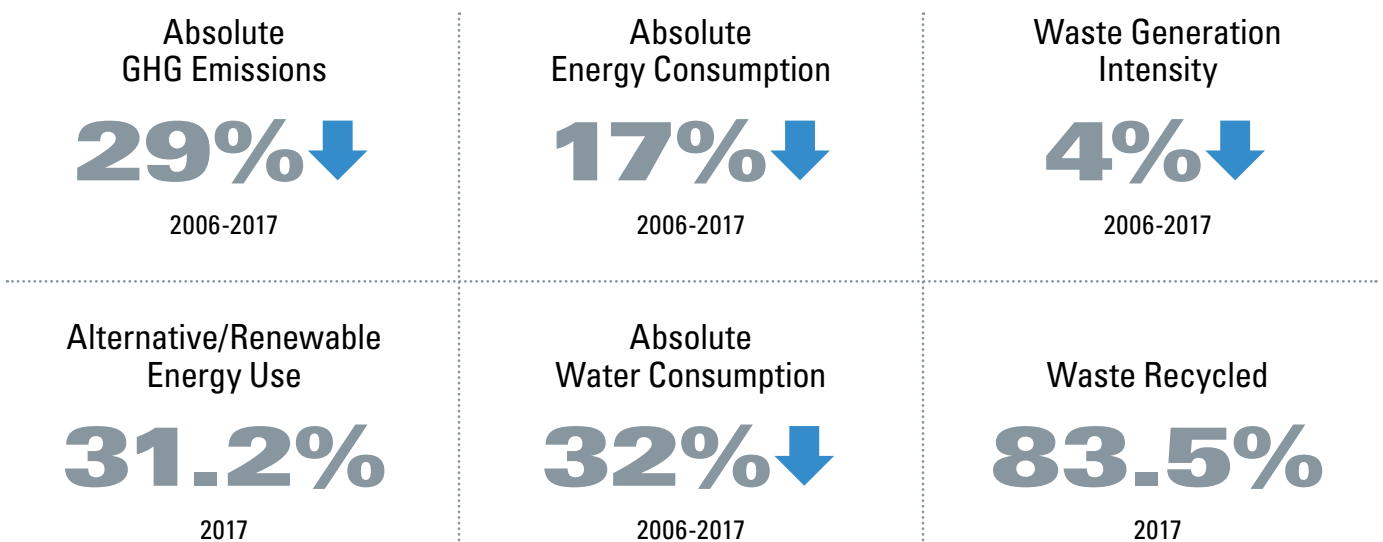 Absolute
GHG Emissions
29%
2006-2017
Absolute
Energy Consumption
17%
2006-2017
Waste Generation
Intensity
4%
2006-2017
Alternative/Renewable
Energy Use
31.2%
2017
Absolute
Water Consumption
32%
2006-2017
Waste Recycled
83.5%
2017